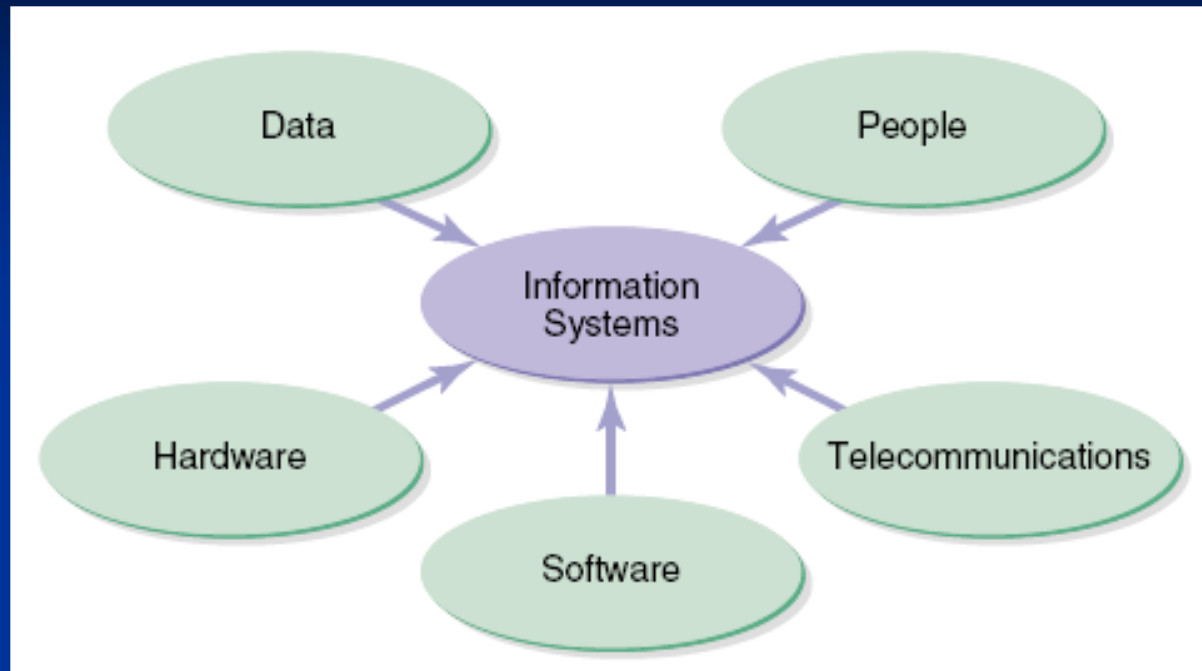 Data
People
Information
Systems
Hardware
Telecommunications
Software